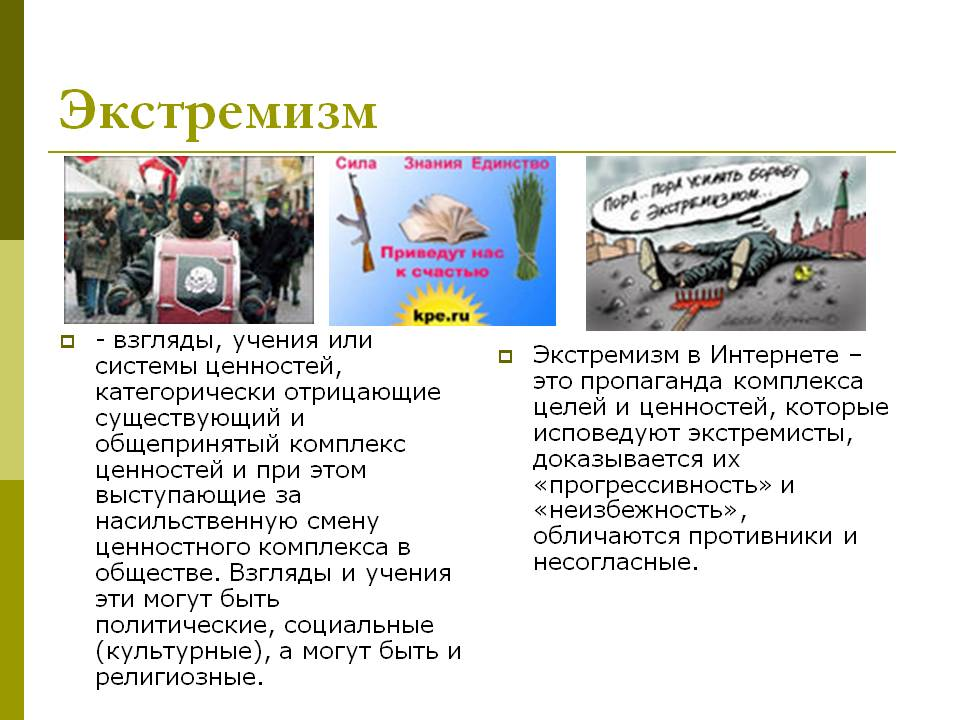 Экстремизм
Сила Знания Единство
Приведут нас
к счастью
kpe.ru
ПОРА... ПОРА УСИЛЯТЬ БОРЬБУ
С ЭКСТРЕМИЗМОМ...
- взгляды, учения или
системы ценностей,
категорически отрицающие
существующий и
общепринятый комплекс
ценностей и при этом
выступающие за
насильственную смену
ценностного комплекса в
обществе. Взгляды и учения
эти могут быть
политические, социальные
(культурные), а могут быть и
религиозные.
Экстремизм в Интернете –
это пропаганда комплекса
целей и ценностей, которые
исповедуют экстремисты,
доказывается их
«прогрессивность» и
«неизбежность»,
обличаются противники и
несогласные.